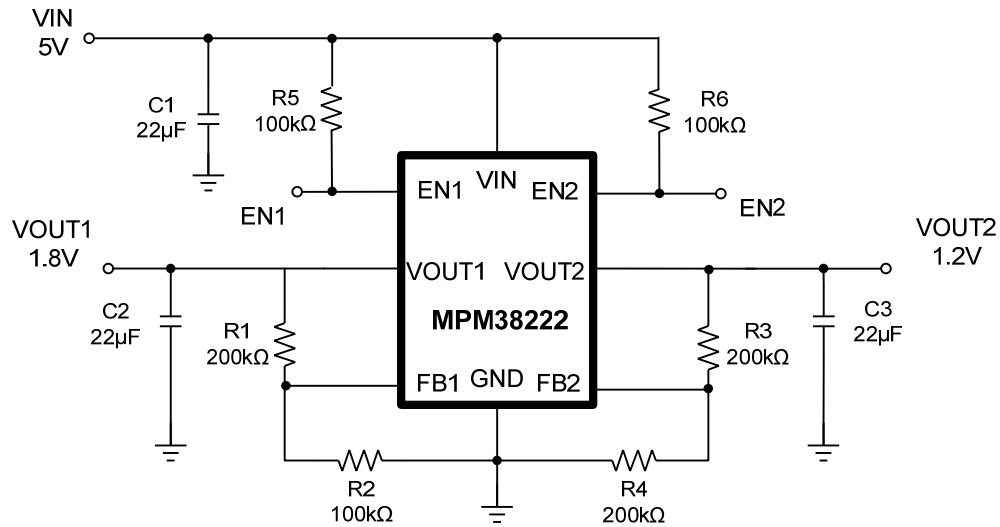 VIN
5V
C1
22µF
R5
100kΩ
R6
100kΩ
EN1
EN1
VIN
EN2
EN2
VOUT1
1.8V
VOUT1
VOUT2
VOUT2
1.2V
MPM38222
C2
22µF
R1
200kΩ
R3
200kΩ
C3
22µF
FB1
GND
FB2
R2
100kΩ
R4
200kΩ